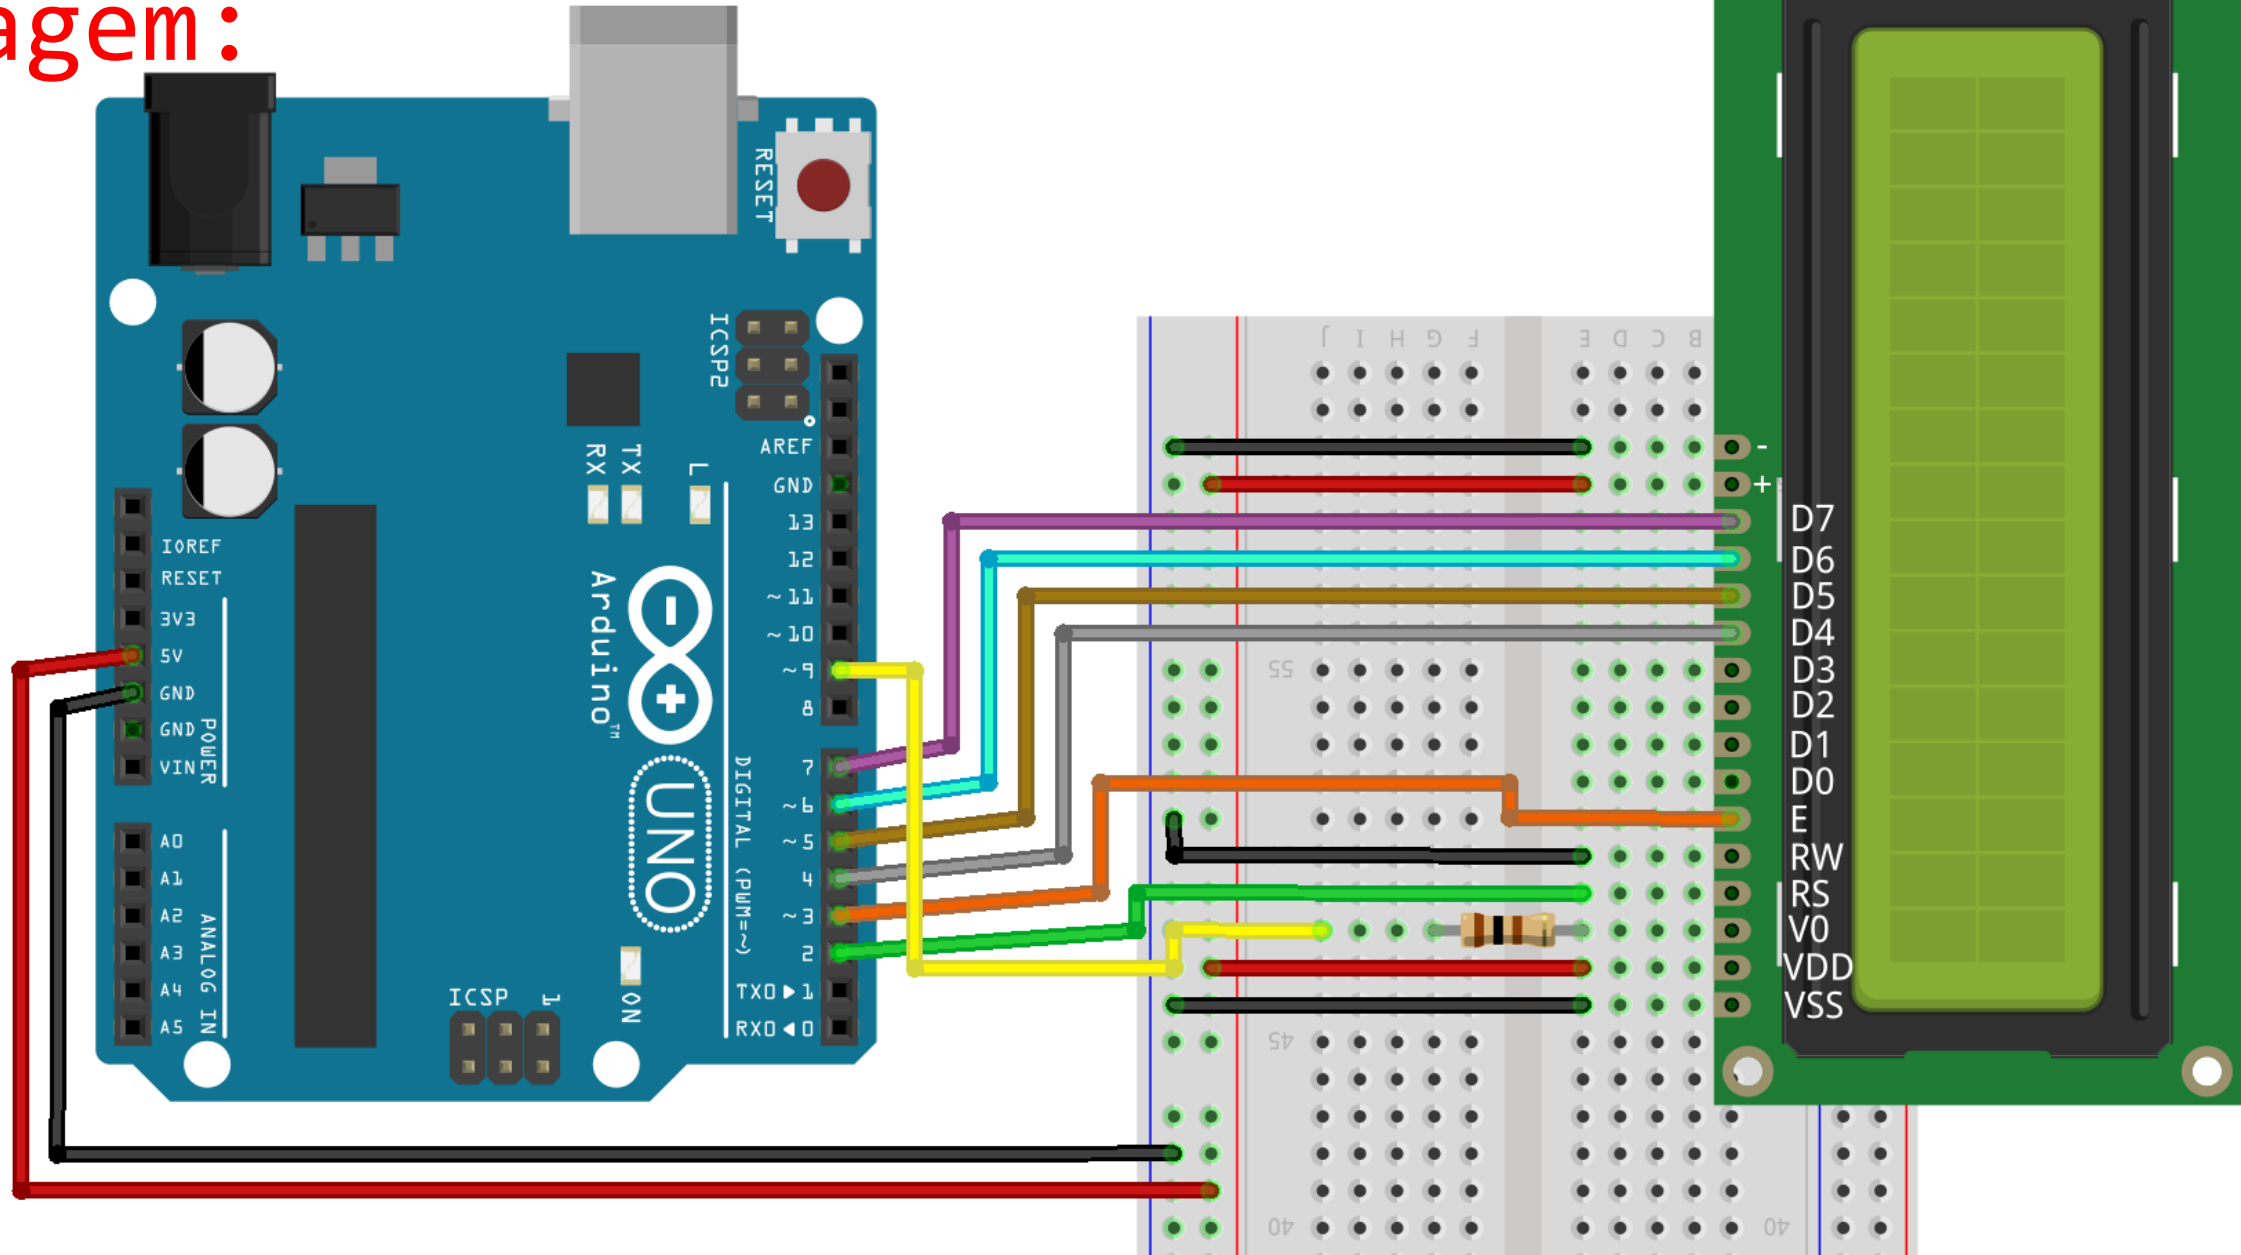 agem:
RESET
ICSP2
AREF
GND
RX
TX
L
13
12
~11
~10
~9
8
7
~6
~5
4
~3
2
TX0▶1
RX0◀0
IOREF
RESET
3V3
5V
GND
GND
VIN
POWER
A0
A1
A2
A3
A4
A5
ANALOG IN
Arduino™
UNO
DIGITAL (PWM=~)
ICSP
1
ON
J I H G F E D C B
55
45
40
40
-
+
D7
D6
D5
D4
D3
D2
D1
D0
E
RW
RS
V0
VDD
VSS